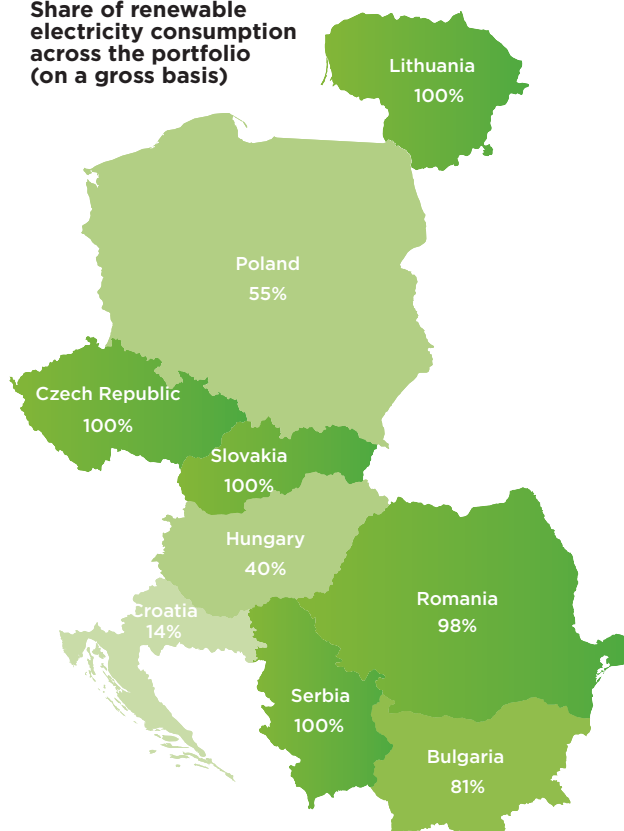 Share of renewable
electricity consumption
across the portfolio
(on a gross basis)
Lithuania
100%
Poland
55%
Czech Republic
100%
Slovakia
100%
Hungary
40%
Croatia
14%
Romania
98%
Serbia
100%
Bulgaria
81%